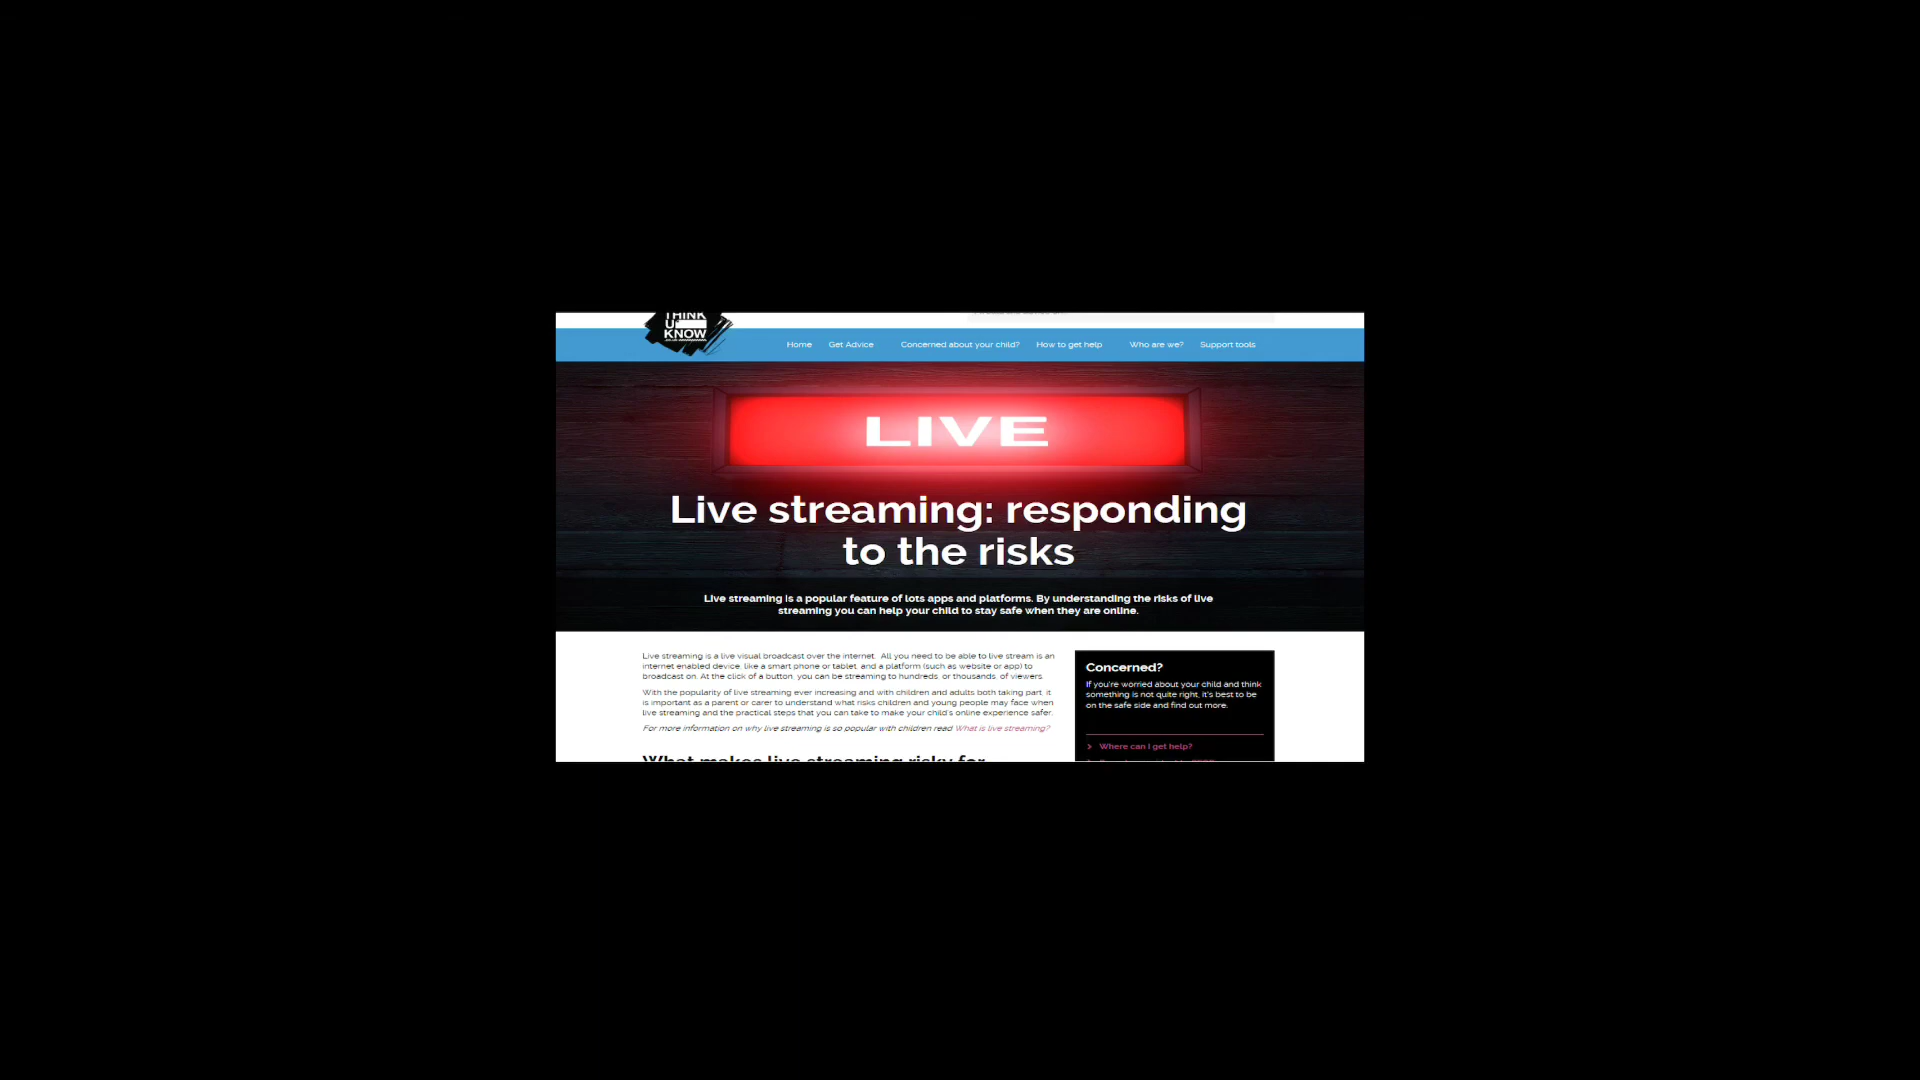 THINK
U
KNOW
Home Get Advice Concerned about your child? How to get help Who are we? Support tools
LIVE
Live streaming: responding
to the risks
Live streaming is a popular feature of lots apps and platforms. By understanding the risks of live
streaming you can help your child to stay safe when they are online.
Live streaming is a live visual broadcast over the internet. All you need to be able to live stream is an
internet enabled device, like a smart phone or tablet, and a platform (such as website or app) to
broadcast on. At the click of a button, you can be streaming to hundreds, or thousands, of viewers.
With the popularity of live streaming ever increasing and with children and adults both taking part, it
is important as a parent or carer to understand what risks children and young people may face when
live streaming and the practical steps that you can take to make your child's online experience safer.
For more information on why live streaming is so popular with children read What is live streaming?
What makes live streaming risky for
Concerned?
If you're worried about your child and think
something is not quite right, it's best to be
on the safe side and find out more.
Where can I get help?